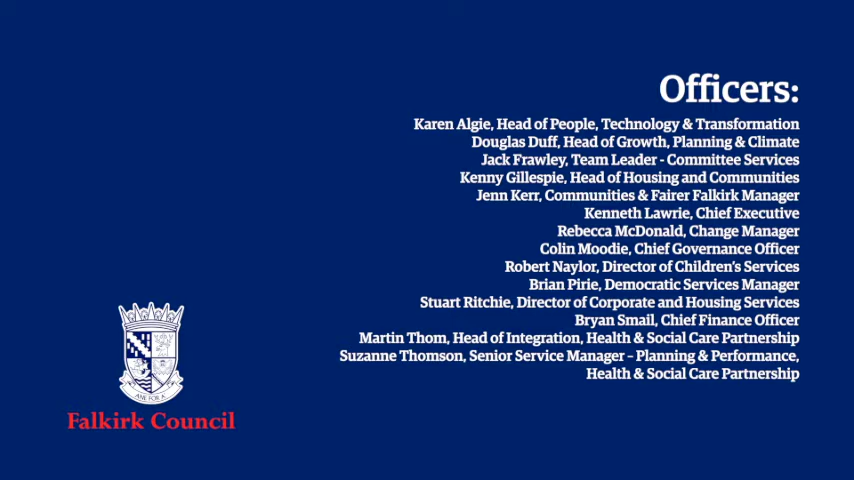 Officers:
Karen Algie, Head of People, Technology & Transformation
Douglas Duff, Head of Growth, Planning & Climate
Jack Frawley, Team Leader - Committee Services
Kenny Gillespie, Head of Housing and Communities
Jenn Kerr, Communities & Fairer Falkirk Manager
Kenneth Lawrie, Chief Executive
Rebecca McDonald, Change Manager
Colin Moodie, Chief Governance Officer
Robert Naylor, Director of Children's Services
Brian Pirie, Democratic Services Manager
Stuart Ritchie, Director of Corporate and Housing Services
Bryan Smail, Chief Finance Officer
Martin Thom, Head of Integration, Health & Social Care Partnership
Suzanne Thomson, Senior Service Manager – Planning & Performance,
Health & Social Care Partnership
ANE FOR A
Falkirk Council